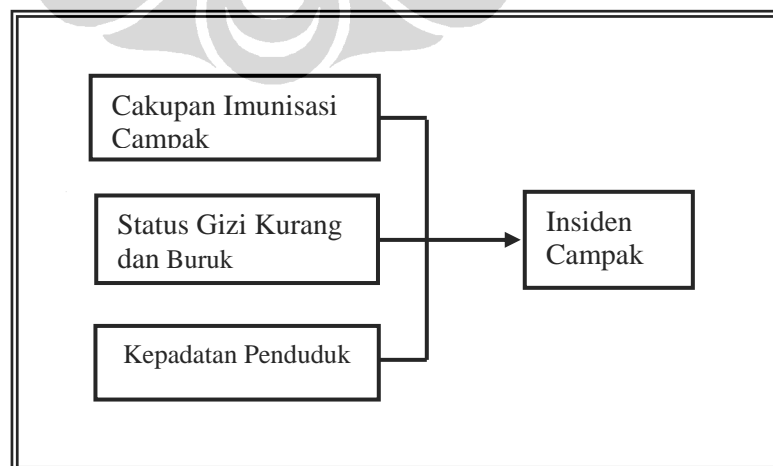 Cakupan Imunisasi
Campak
Status Gizi Kurang
dan Buruk
Kepadatan Penduduk
Insiden
Campak